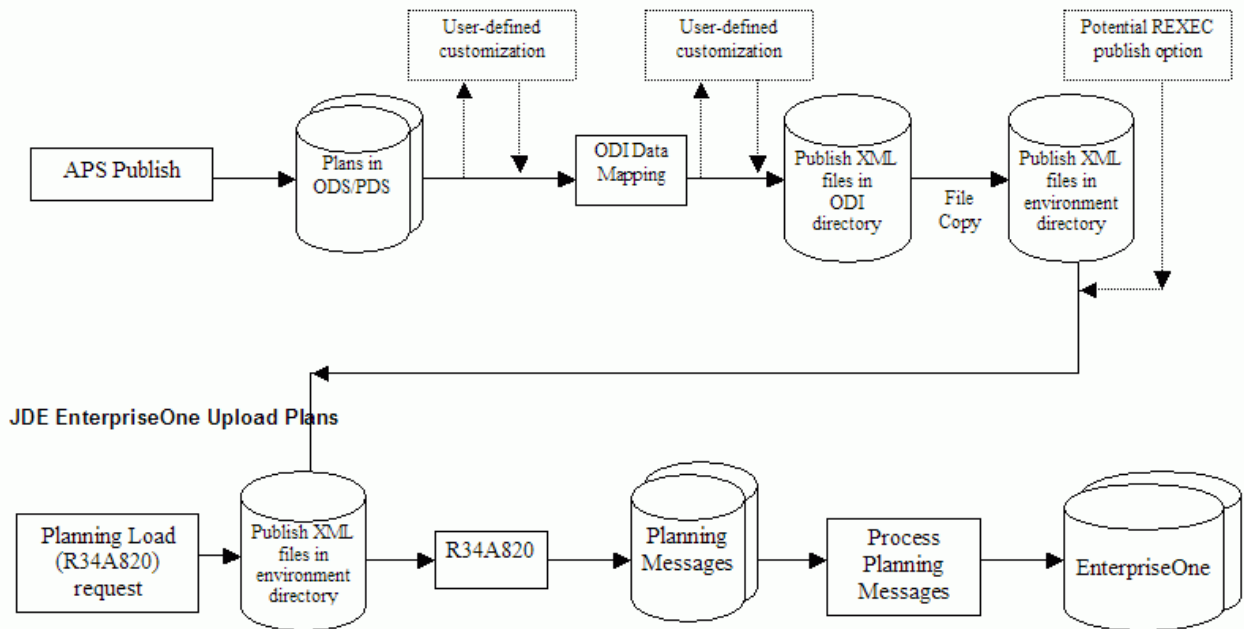 User-defined
customization
User-defined
customization
Potential REXEC
publish option
APS Publish
Plans in
ODS/PDS
ODI Data
Mapping
Publish XML
files in
ODI
directory
File
Copy
Publish XML
files in
environment
directory
JDE EnterpriseOne Upload Plans
Planning Load
(R34A820)
request
Publish XML
files in
environment
directory
R34A820
Planning
Messages
Process
Planning
Messages
EnterpriseOne